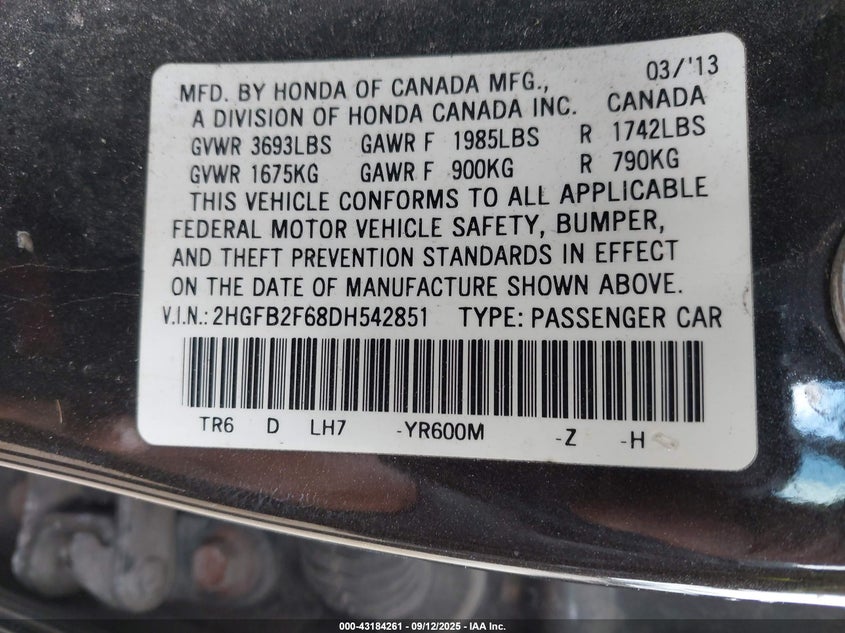 MFD. BY HONDA OF CANADA MFG., 03/'13
A DIVISION OF HONDA CANADA INC. CANADA
GVWR 3693LBS GAWR F 1985LBS R 1742LBS
GVWR 1675KG GAWR F 900KG R 790KG
THIS VEHICLE CONFORMS TO ALL APPLICABLE
FEDERAL MOTOR VEHICLE SAFETY, BUMPER,
AND THEFT PREVENTION STANDARDS IN EFFECT
ON THE DATE OF MANUFACTURE SHOWN ABOVE.
V.I.N.: 2HGFB2F68DH542851 TYPE: PASSENGER CAR
TR6 D LH7 -YR600M -Z -H
000-43184261 - 09/12/2025 - IAA Inc.